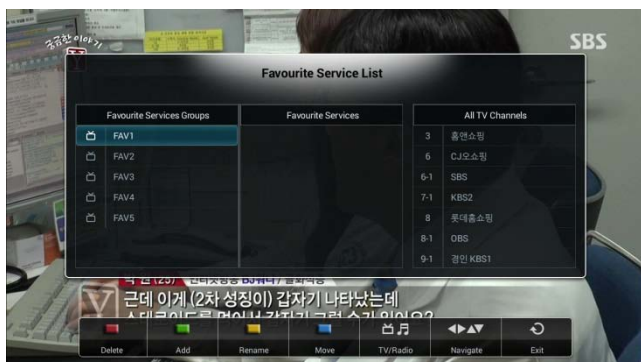 궁금한 이야기
Y
SBS
Favourite Service List
Favourite Services Groups
Favourite Services
All TV Channels
FAV1
FAV2
FAV3
FAV4
FAV5
3 홈앤쇼핑
6 CJ오쇼핑
6-1 SBS
7-1 KBS2
8 롯데홈쇼핑
8-1 OBS
9-1 경인 KBS1
근데 이게 (2차 성징이) 갑자기 나타났는데
Delete
Add
Rename
Move
TV/Radio
Navigate
Exit